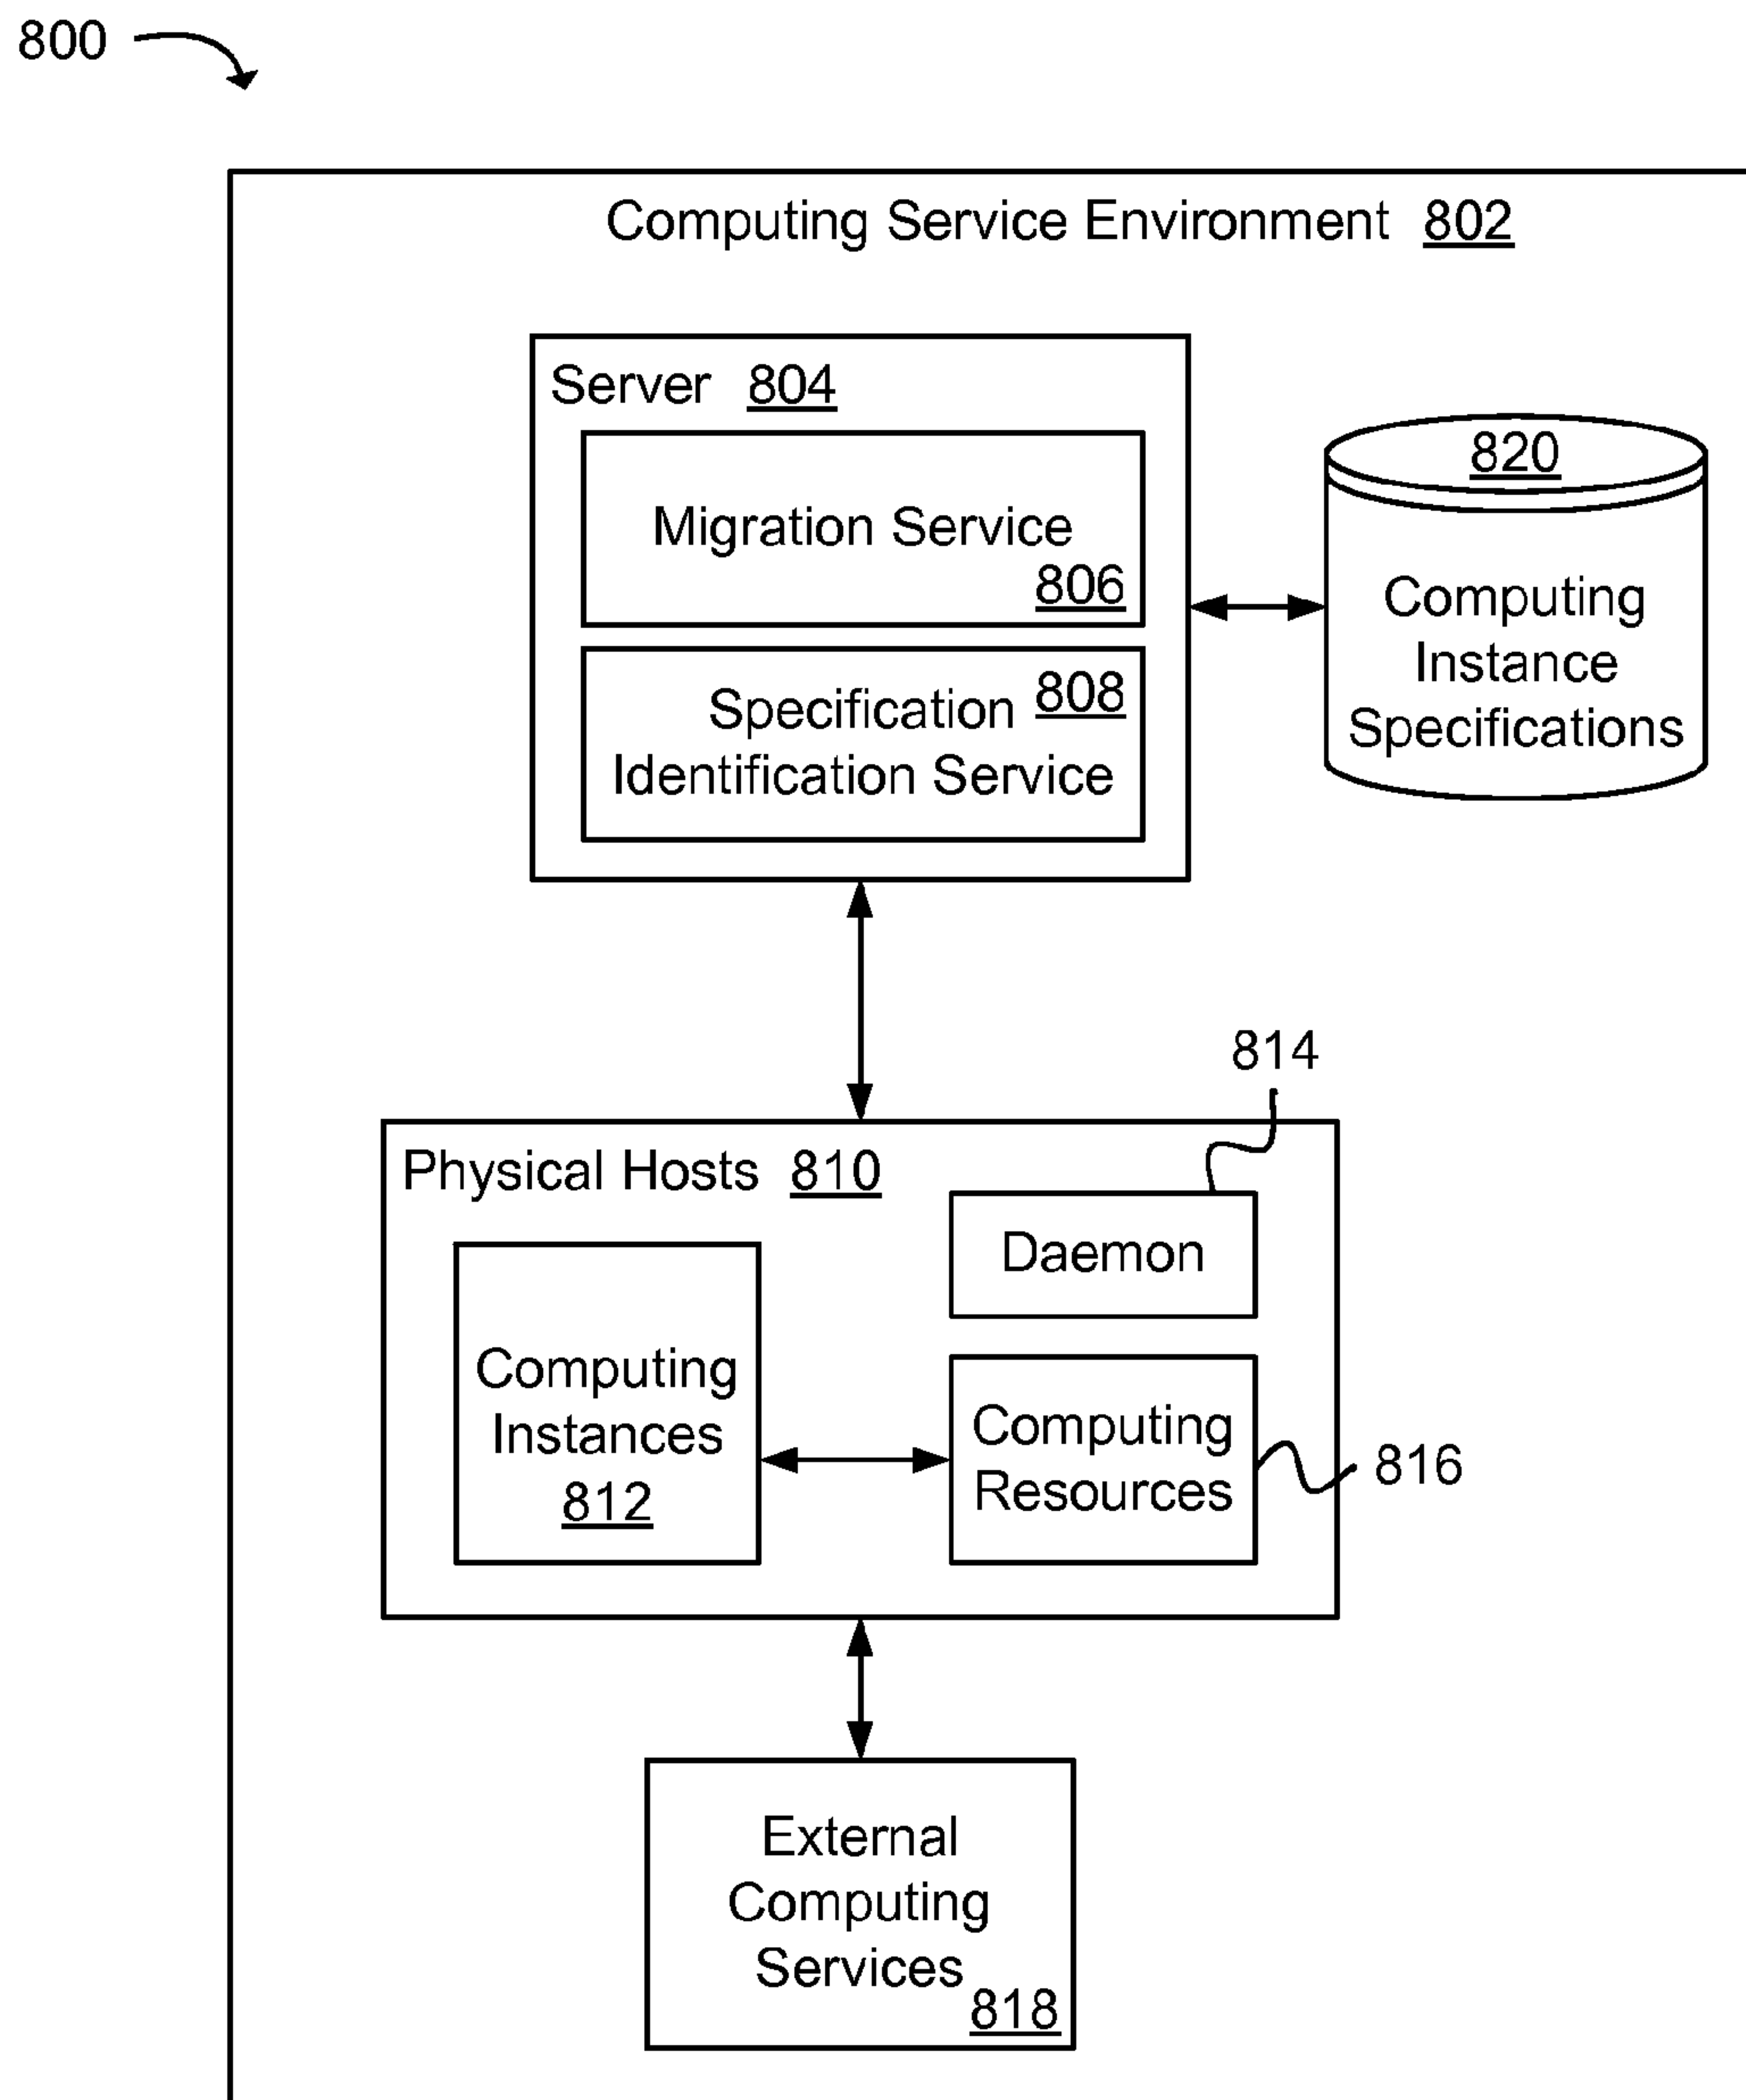 800
Computing Service Environment 802
Server 804
Migration Service
806
820
Computing
Instance
Specifications
Specification 808
Identification Service
814
Physical Hosts 810
Daemon
Computing
Instances
812
Computing
Resources
816
External
Computing
Services
818